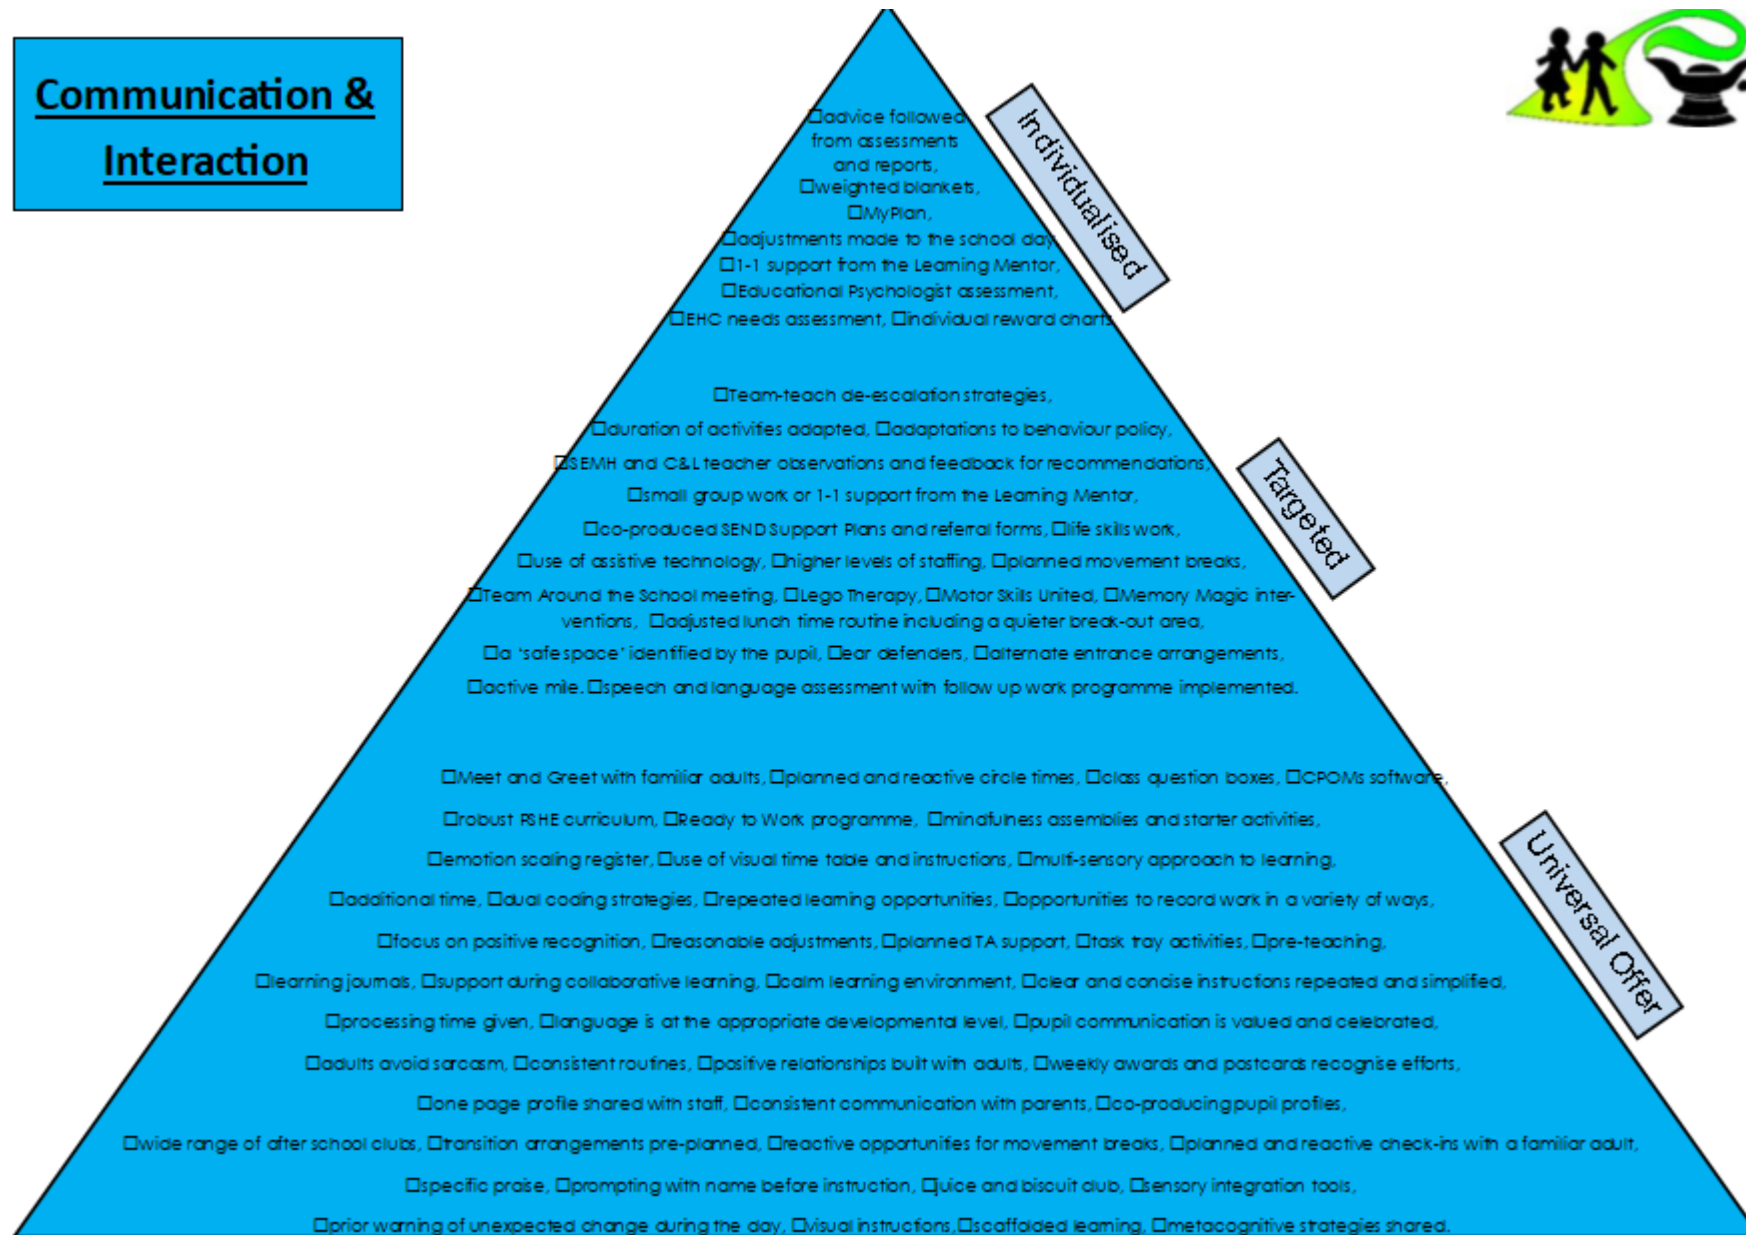 Communication &
Interaction
Individualised
□advice followed
from assessments
and reports,
□weighted blankets,
□MyPlan,
□adjustments made to the school day
□1-1 support from the Learning Mentor,
□Educational Psychologist assessment,
□EHC needs assessment, □individual reward charts
Targeted
□Team-teach de-escalation strategies,
□duration of activities adapted, □adaptations to behaviour policy,
□SEMH and C&L teacher observations and feedback for recommendations,
□small group work or 1-1 support from the Learning Mentor,
□co-produced SEND Support Plans and referral forms, □life skills work,
□use of assistive technology, □higher levels of staffing, □planned movement breaks,
□Team Around the School meeting, □Lego Therapy, □Motor Skills United, □Memory Magic inter-
ventions, □adjusted lunch time routine including a quieter break-out area,
□a 'safe space' identified by the pupil, □ear defenders, □alternate entrance arrangements,
□active mile. □speech and language assessment with follow up work programme implemented.
Universal Offer
□Meet and Greet with familiar adults, □planned and reactive circle times, □class question boxes, □CPOMs software,
□robust PSHE curriculum, □Ready to Work programme, □mindfulness assemblies and starter activities,
□emotion scaling register, □use of visual time table and instructions, □multi-sensory approach to learning,
□additional time, □dual coding strategies, □repeated learning opportunities, □opportunities to record work in a variety of ways,
□focus on positive recognition, □reasonable adjustments, □planned TA support, □task tray activities, □pre-teaching,
□learning journals, □support during collaborative learning, □calm learning environment, □clear and concise instructions repeated and simplified,
□processing time given, □language is at the appropriate developmental level, □pupil communication is valued and celebrated,
□adults avoid sarcasm, □consistent routines, □positive relationships built with adults, □weekly awards and postcards recognise efforts,
□one page profile shared with staff, □consistent communication with parents, □co-producing pupil profiles,
□wide range of after school clubs, □transition arrangements pre-planned, □reactive opportunities for movement breaks, □planned and reactive check-ins with a familiar adult,
□specific praise, □prompting with name before instruction, □juice and biscuit club, □sensory integration tools,
□prior warning of unexpected change during the day, □visual instructions, □scaffolded learning, □metacognitive strategies shared.